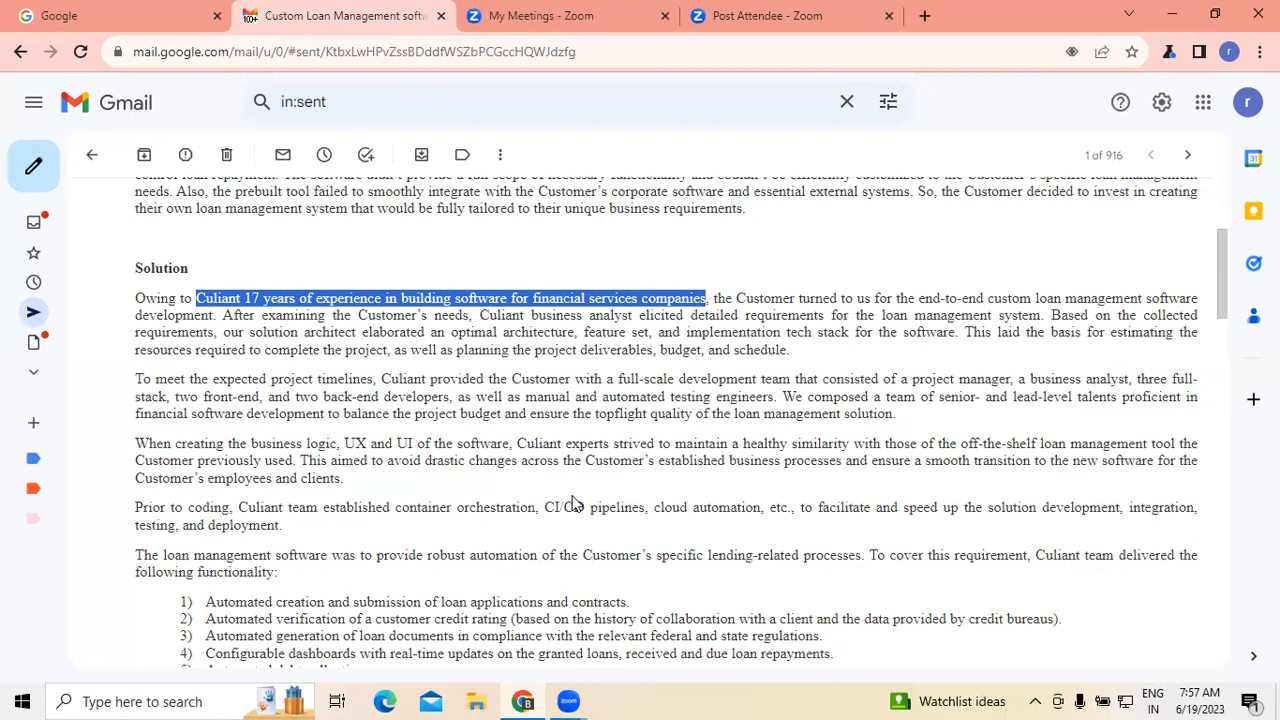 Google
Custom Loan Management softw
My Meetings - Zoom
Post Attendee - Zoom
mail.google.com/mail/u/0/#sent/KtbxLwHPvZssBDddfWSZbPCGccHQWJdzfg
r
Gmail
in:sent
r
1 of 916
needs. Also, the prebuilt tool failed to smoothly integrate with the Customer's corporate software and essential external systems. So, the Customer decided to invest in creating
their own loan management system that would be fully tailored to their unique business requirements.
Solution
Owing to Culiant 17 years of experience in building software for financial services companies, the Customer turned to us for the end-to-end custom loan management software
development. After examining the Customer's needs, Culiant business analyst elicited detailed requirements for the loan management system. Based on the collected
requirements, our solution architect elaborated an optimal architecture, feature set, and implementation tech stack for the software. This laid the basis for estimating the
resources required to complete the project, as well as planning the project deliverables, budget, and schedule.
To meet the expected project timelines, Culiant provided the Customer with a full-scale development team that consisted of a project manager, a business analyst, three full-
stack, two front-end, and two back-end developers, as well as manual and automated testing engineers. We composed a team of senior- and lead-level talents proficient in
financial software development to balance the project budget and ensure the topflight quality of the loan management solution.
When creating the business logic, UX and UI of the software, Culiant experts strived to maintain a healthy similarity with those of the off-the-shelf loan management tool the
Customer previously used. This aimed to avoid drastic changes across the Customer's established business processes and ensure a smooth transition to the new software for the
Customer's employees and clients.
Prior to coding, Culiant team established container orchestration, CI/CD pipelines, cloud automation, etc., to facilitate and speed up the solution development, integration,
testing, and deployment.
The loan management software was to provide robust automation of the Customer's specific lending-related processes. To cover this requirement, Culiant team delivered the
following functionality:
1) Automated creation and submission of loan applications and contracts.
2) Automated verification of a customer credit rating (based on the history of collaboration with a client and the data provided by credit bureaus).
3) Automated generation of loan documents in compliance with the relevant federal and state regulations.
4) Configurable dashboards with real-time updates on the granted loans, received and due loan repayments.
Type here to search
Watchlist ideas
ENG
IN
7:57 AM
6/19/2023